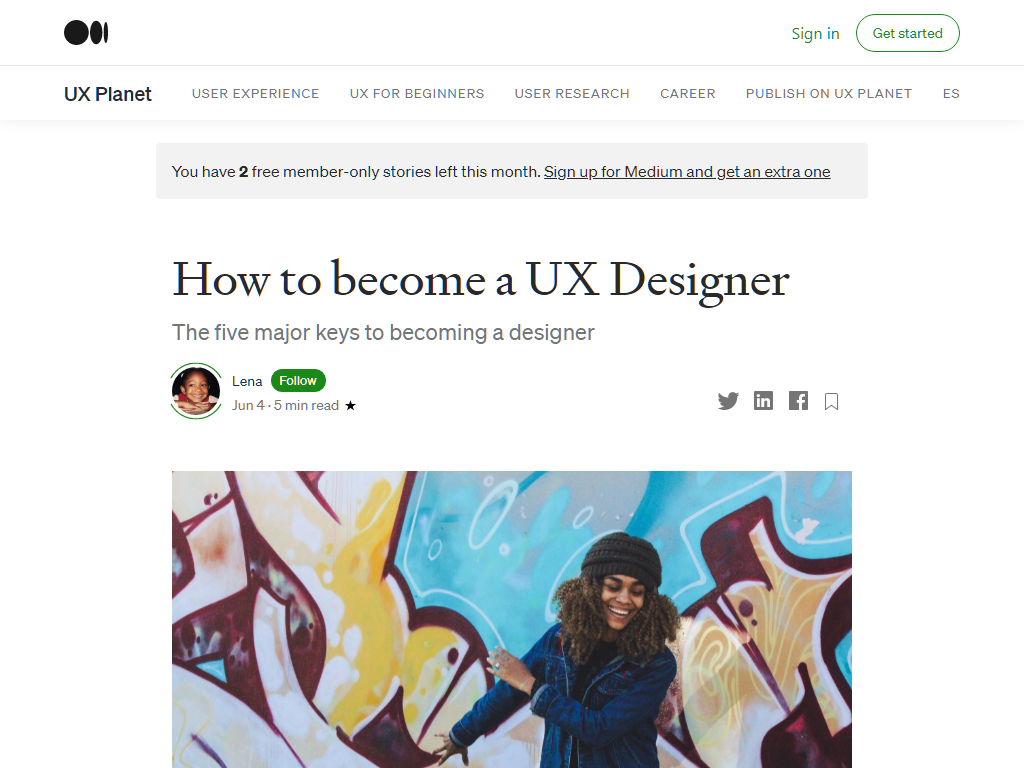 Sign in
Get started
UX Planet
USER EXPERIENCE
UX FOR BEGINNERS
USER RESEARCH
CAREER
PUBLISH ON UX PLANET
ES
You have 2 free member-only stories left this month. Sign up for Medium and get an extra one
How to become a UX Designer
The five major keys to becoming a designer
Lena Follow
Jun 4 · 5 min read ★